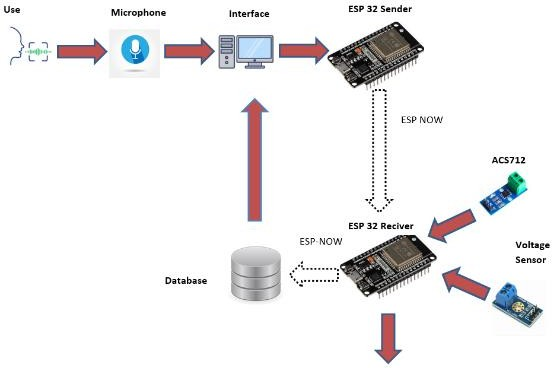 Use
Microphone
Interface
ESP 32 Sender
ESP NOW
ACS712
ESP 32 Reciver
ESP-NOW
Voltage
Sensor
Database